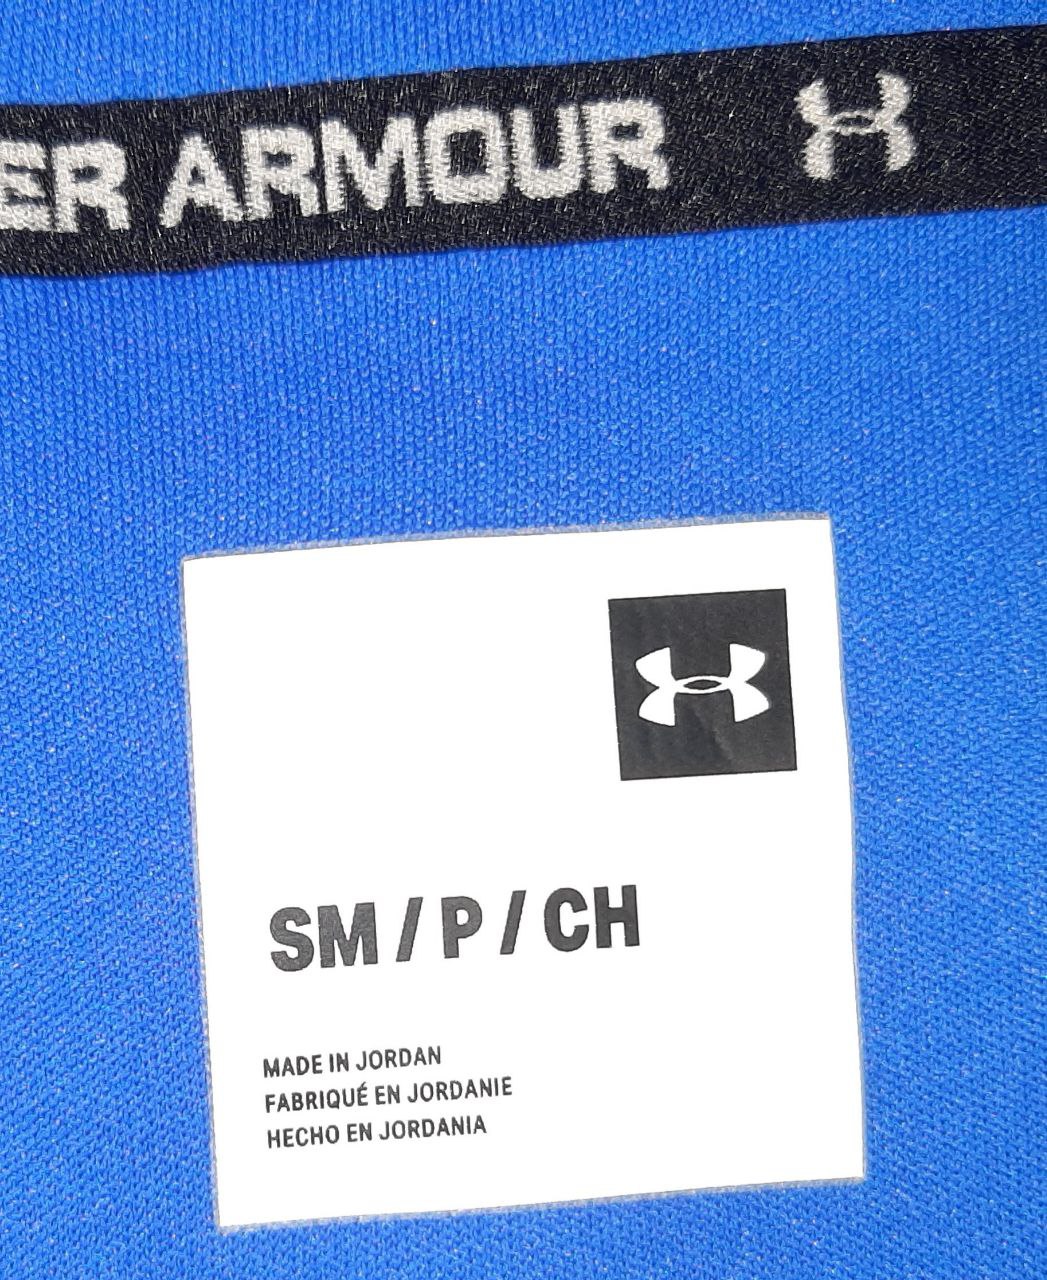 ER ARMOUR
SM / P / CH
MADE IN JORDAN
FABRIQUÉ EN JORDANIE
HECHO EN JORDANIA